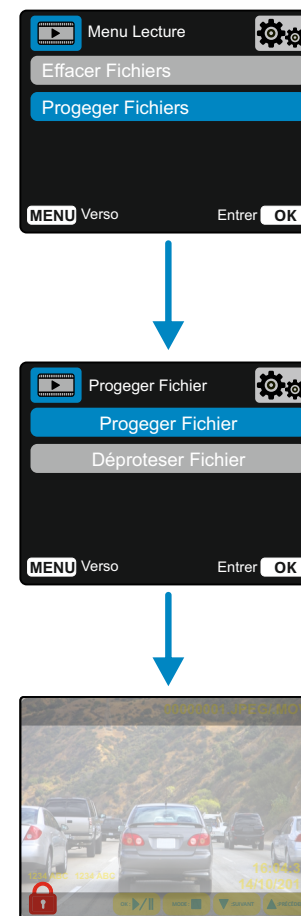 Menu Lecture
Effacer Fichiers
Progeger Fichiers
MENU Verso Entrer OK
Progeger Fichier
Progeger Fichier
Déproteser Fichier
MENU Verso Entrer OK
OK